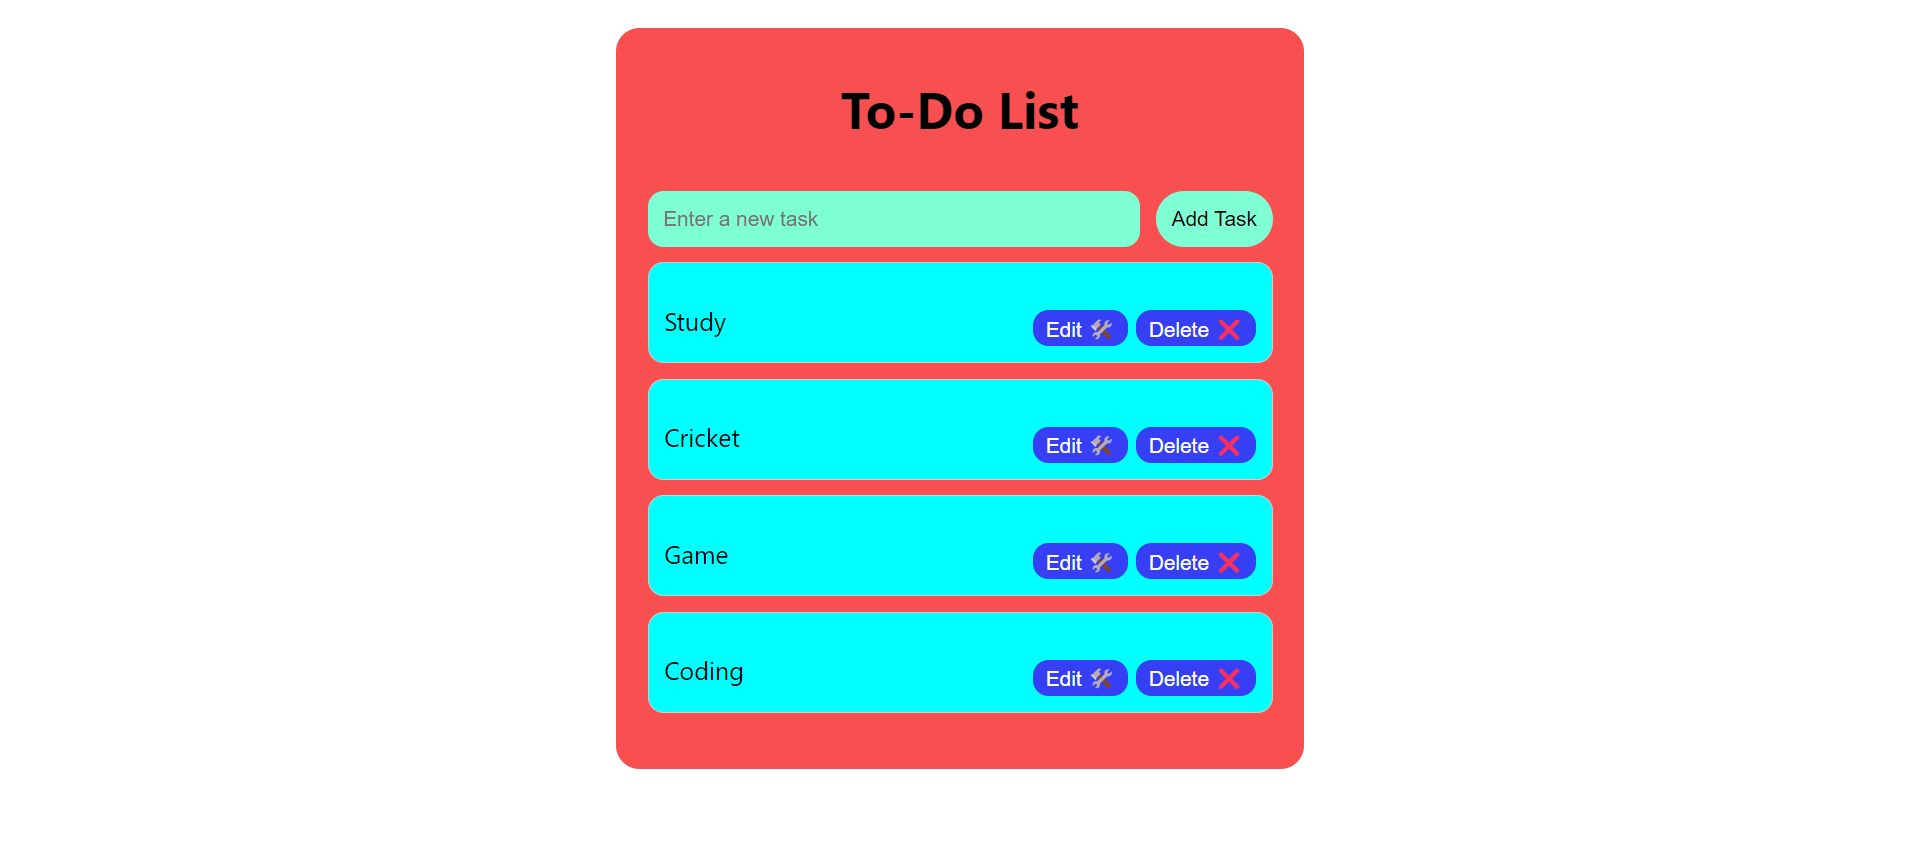 To-Do List
Enter a new task Add Task
Study Edit 🛠️ Delete ❌
Cricket Edit 🛠️ Delete ❌
Game Edit 🛠️ Delete ❌
Coding Edit 🛠️ Delete ❌